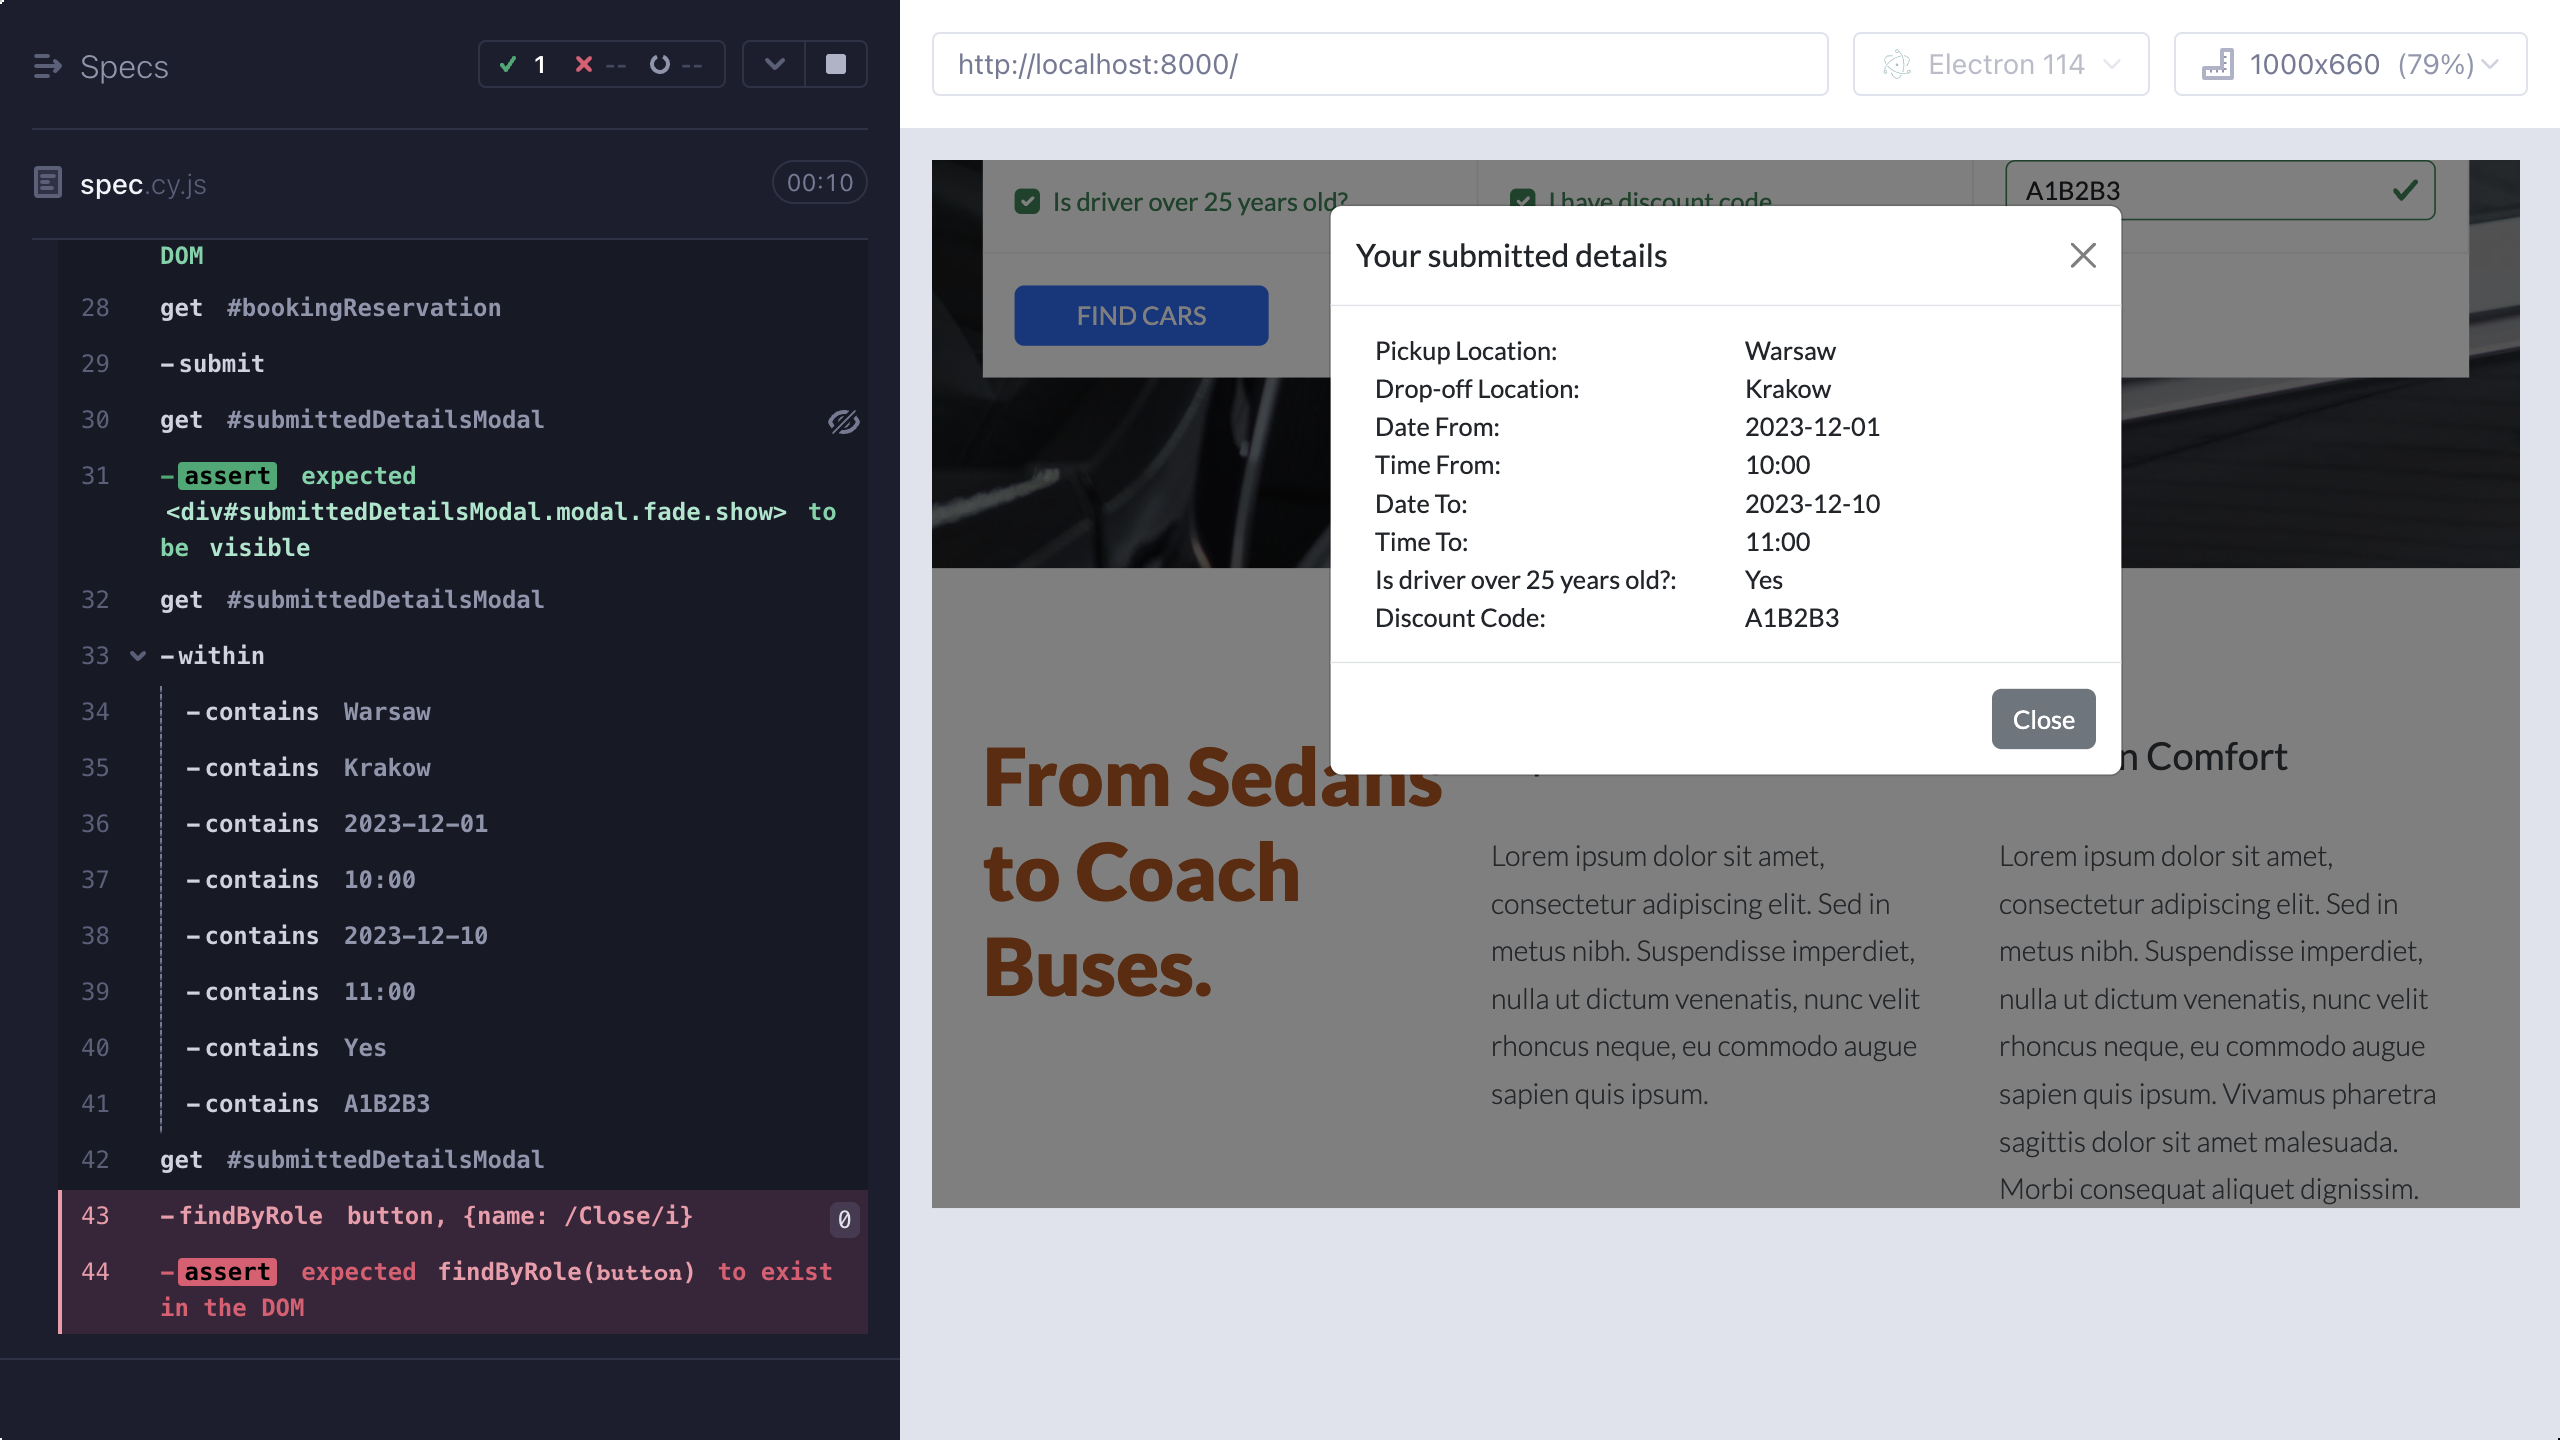 Specs
1
--
--
spec.cy.js
00:10
DOM
28 get #bookingReservation
29 -submit
30 get #submittedDetailsModal
31 -assert expected
<div#submittedDetailsModal.modal.fade.show> to
be visible
32 get #submittedDetailsModal
33 -within
34 -contains Warsaw
35 -contains Krakow
36 -contains 2023-12-01
37 -contains 10:00
38 -contains 2023-12-10
39 -contains 11:00
40 -contains Yes
41 -contains A1B2B3
42 get #submittedDetailsModal
43 -findByRole button, {name: /Close/i} 0
44 -assert expected findByRole(button) to exist
in the DOM
http://localhost:8000/
Electron 114
1000x660 (79%)
Is driver over 25 years old?
I have discount code
A1B2B3
FIND CARS
Your submitted details
Pickup Location: Warsaw
Drop-off Location: Krakow
Date From: 2023-12-01
Time From: 10:00
Date To: 2023-12-10
Time To: 11:00
Is driver over 25 years old?: Yes
Discount Code: A1B2B3
Close
From Sedans
to Coach
Buses.
Lorem ipsum dolor sit amet,
consectetur adipiscing elit. Sed in
metus nibh. Suspendisse imperdiet,
nulla ut dictum venenatis, nunc velit
rhoncus neque, eu commodo augue
sapien quis ipsum.
n Comfort
Lorem ipsum dolor sit amet,
consectetur adipiscing elit. Sed in
metus nibh. Suspendisse imperdiet,
nulla ut dictum venenatis, nunc velit
rhoncus neque, eu commodo augue
sapien quis ipsum. Vivamus pharetra
sagittis dolor sit amet malesuada.
Morbi consequat aliquet dignissim.